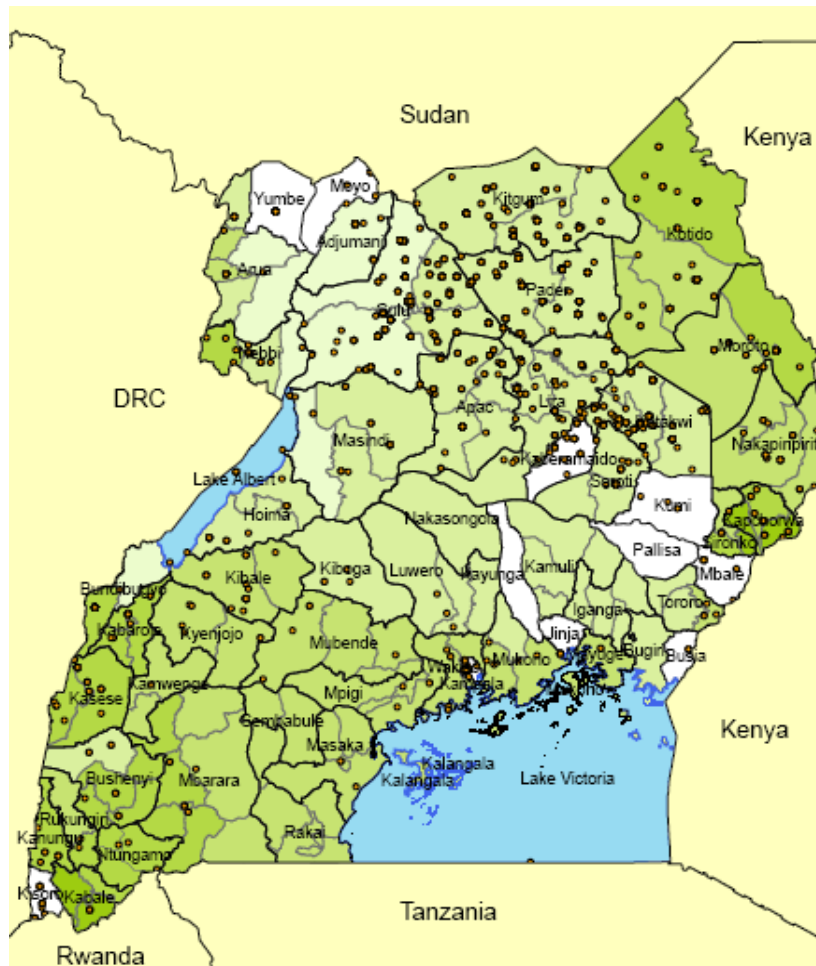 Sudan
Kenya
Moyo
Yumbe
Kitgum
Adjumani
Kotido
Arua
Pader
Gulu
Moroto
Nebbi
DRC
Lira
Apac
Katakwi
Masindi
Nakapiripirit
Kaberamaido
Lake Albert
Soroti
Kumi
Hoima
Nakasongola
Kapchorwa
Sironko
Pallisa
Kiboga
Luwero
Kayunga
Kamuli
Mbale
Bundibugyo
Kibale
Iganga
Tororo
Kabarole
Kyenjojo
Mubende
Jinja
Mukono
Bugiri
Busia
Wakiso
Kampala
Kamwenge
Mpigi
Kasese
Sembabule
Kenya
Masaka
Kalangala
Kalangala
Lake Victoria
Bushenyi
Mbarara
Rukungiri
Rakai
Kanungu
Ntungamo
Kisoro
Kabale
Tanzania
Rwanda